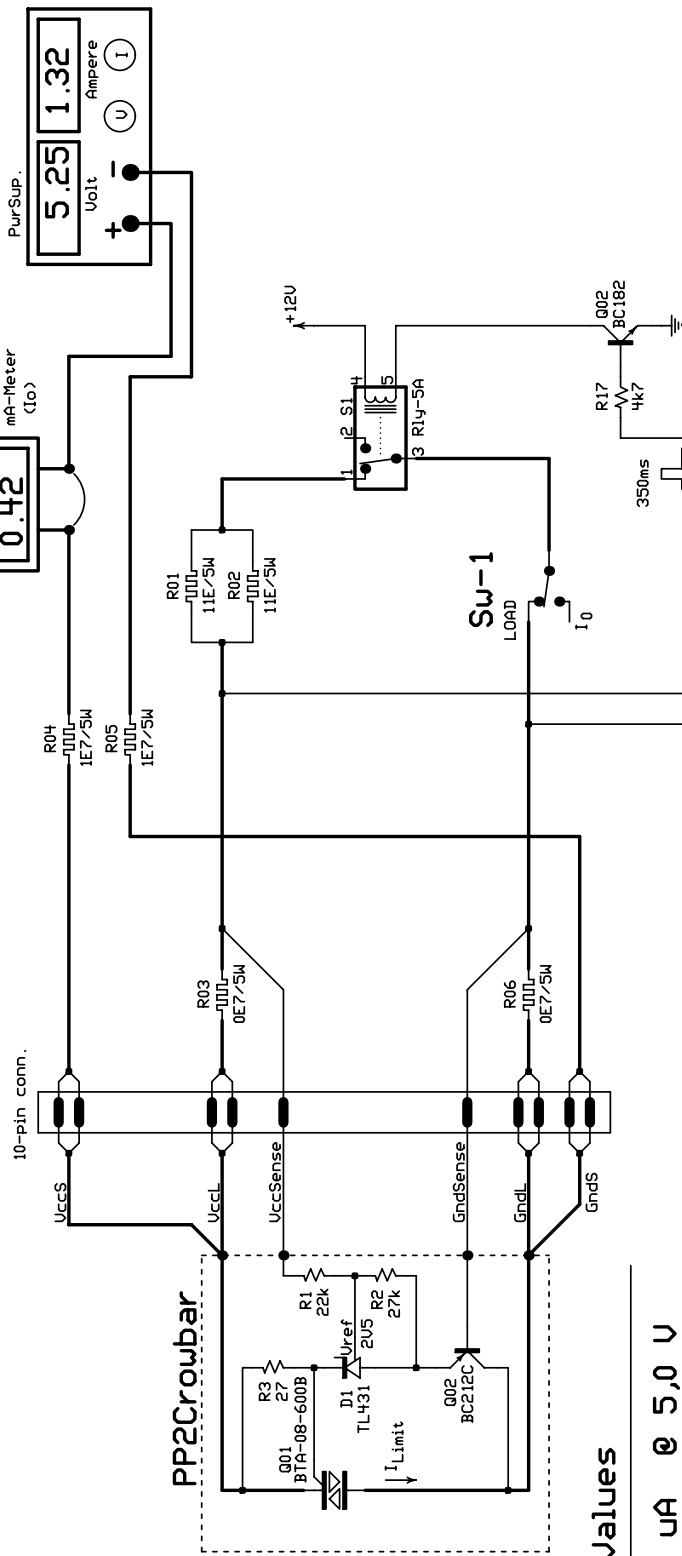 PwrSup.
5.25
1.32
Volt
Ampere
V
I
+
-
mA-Meter
(Io)
0.42
+12V
4
5
S1
Rly-5A
1
2
3
Q02
BC182
R17
4k7
350ms
R01
11E/5W
R02
11E/5W
Sw-1
LOAD
I0
R04
1E7/5W
R05
1E7/5W
R03
0E7/5W
R06
0E7/5W
10-pin conn.
VccS
VccL
VccSense
GndSense
GndL
GndS
PP2Crowbar
R1
22k
R2
27k
Vref
2V5
R3
27
D1
TL431
Q01
BTA-08-600B
Q02
BC212C
ILimit
Values
uA @ 5,0 V